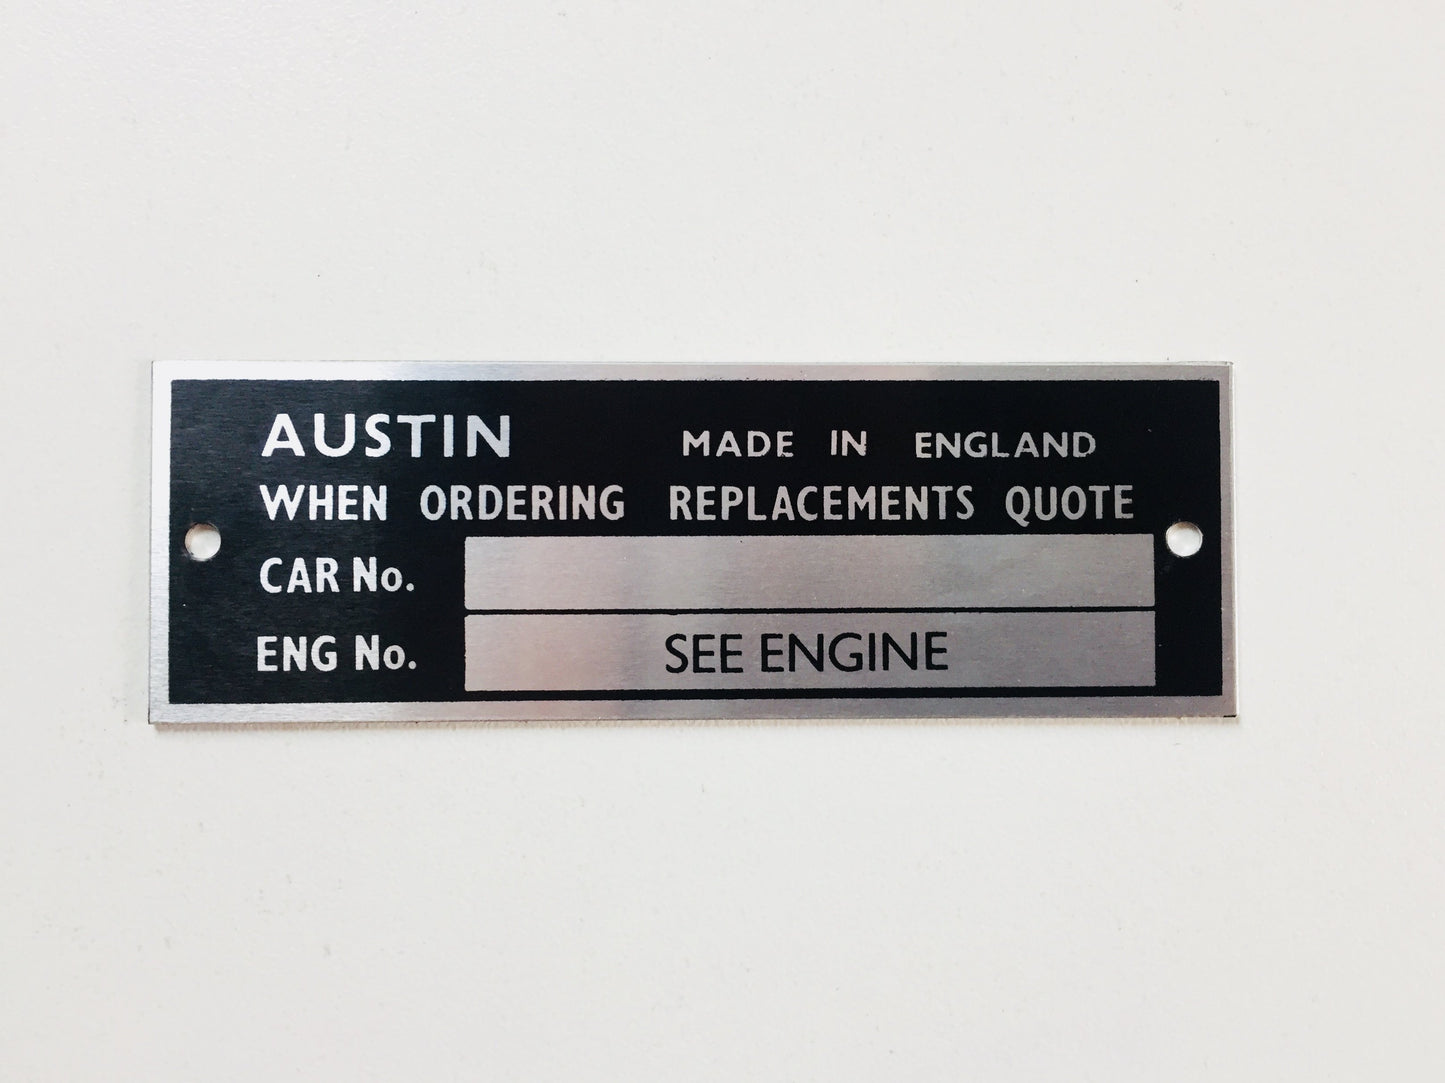 AUSTIN MADE IN ENGLAND
WHEN ORDERING REPLACEMENTS QUOTE
CAR No.
ENG No. SEE ENGINE